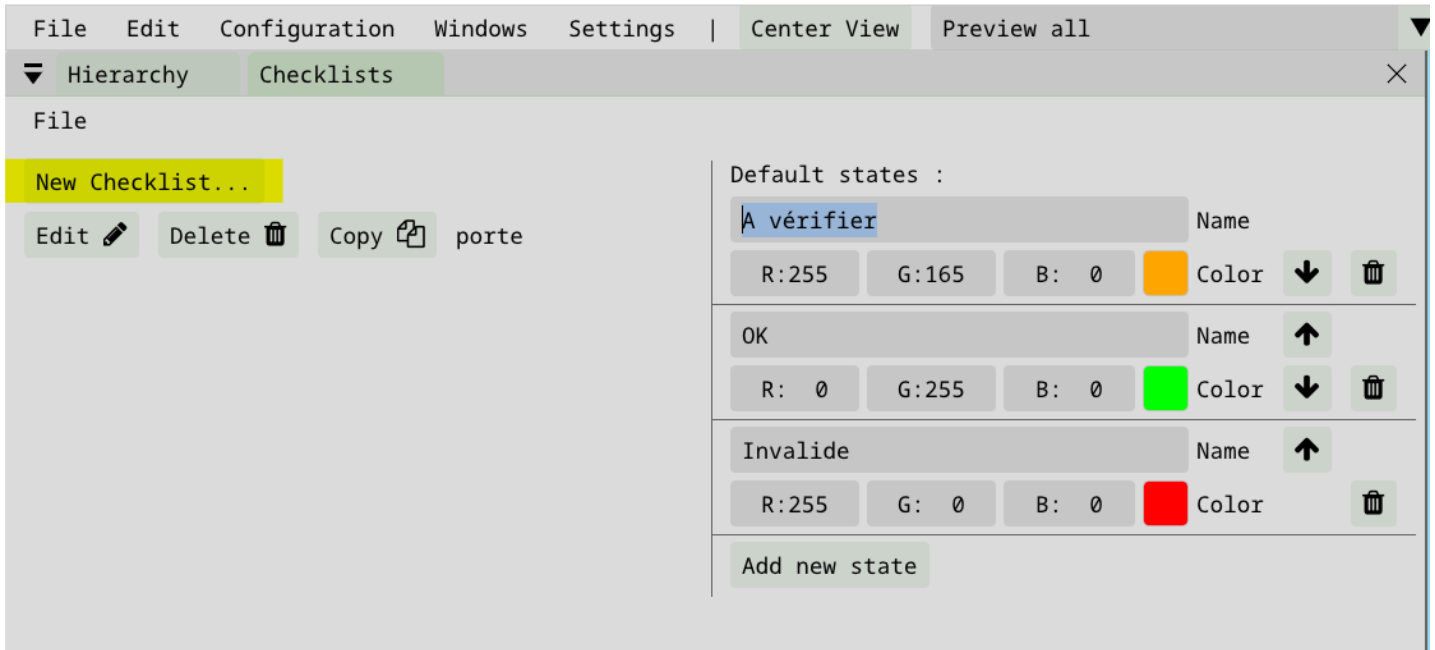 File Edit Configuration Windows Settings | Center View Preview all
Hierarchy Checklists
File
New Checklist...
Edit Delete Copy porte
Default states :
A vérifier Name
R:255 G:165 B: 0 Color
OK Name
R: 0 G:255 B: 0 Color
Invalide Name
R:255 G: 0 B: 0 Color
Add new state